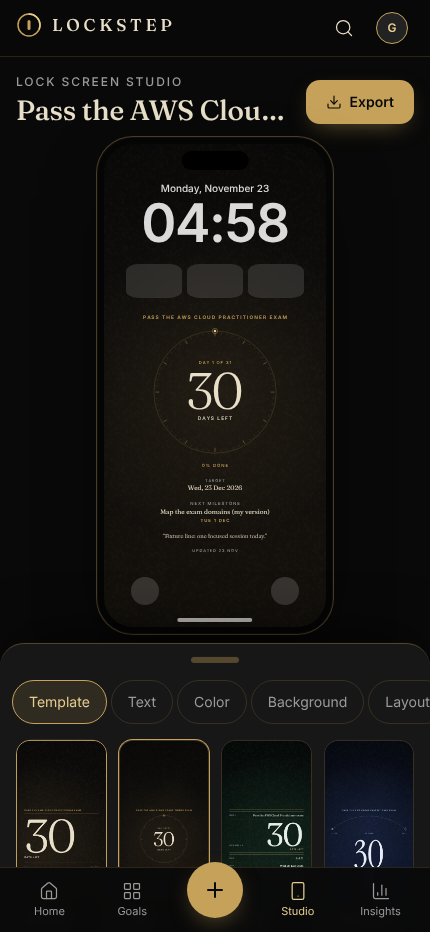 LOCKSTEP
G
LOCK SCREEN STUDIO
Pass the AWS Clou...
Export
Monday, November 23
04:58
PASS THE AWS CLOUD PRACTITIONER EXAM
DAY 1 OF 31
30
DAYS LEFT
0% DONE
TARGET
Wed, 23 Dec 2026
NEXT MILESTONE
Map the exam domains (my version)
TUE 1 DEC
"Future line: one focused session today."
UPDATED 23 NOV
Template
Text
Color
Background
Layout
30
30
30
30
Home
Goals
Studio
Insights